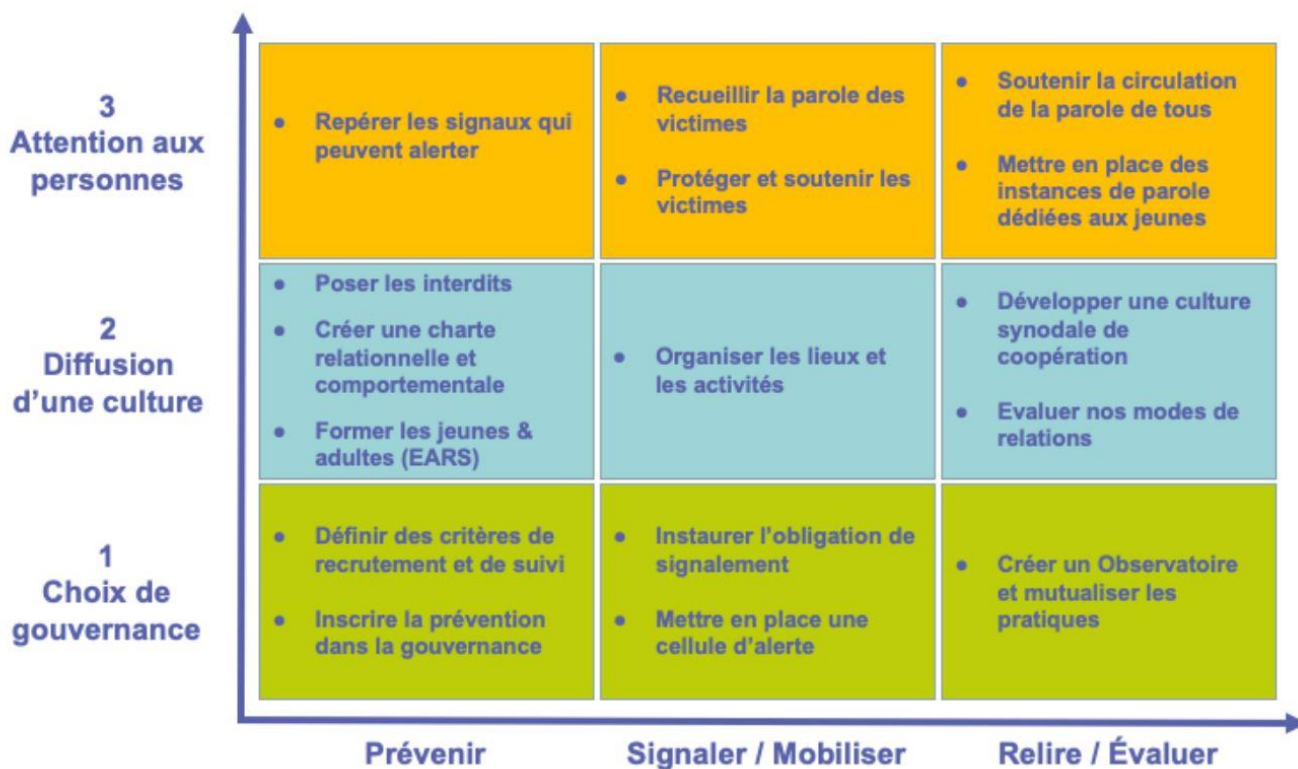 3
Attention aux
personnes
● Repérer les signaux qui
peuvent alerter
● Recueillir la parole des
victimes
● Protéger et soutenir les
victimes
● Soutenir la circulation
de la parole de tous
● Mettre en place des
instances de parole
dédiées aux jeunes
2
Diffusion
d’une culture
● Poser les interdits
● Créer une charte
relationnelle et
comportementale
● Former les jeunes &
adultes (EARS)
● Organiser les lieux et
les activités
● Développer une culture
synodale de
coopération
● Evaluer nos modes de
relations
1
Choix de
gouvernance
● Définir des critères de
recrutement et de suivi
● Inscrire la prévention
dans la gouvernance
● Instaurer l’obligation de
signalement
● Mettre en place une
cellule d’alerte
● Créer un Observatoire
et mutualiser les
pratiques
Prévenir
Signaler / Mobiliser
Relire / Évaluer